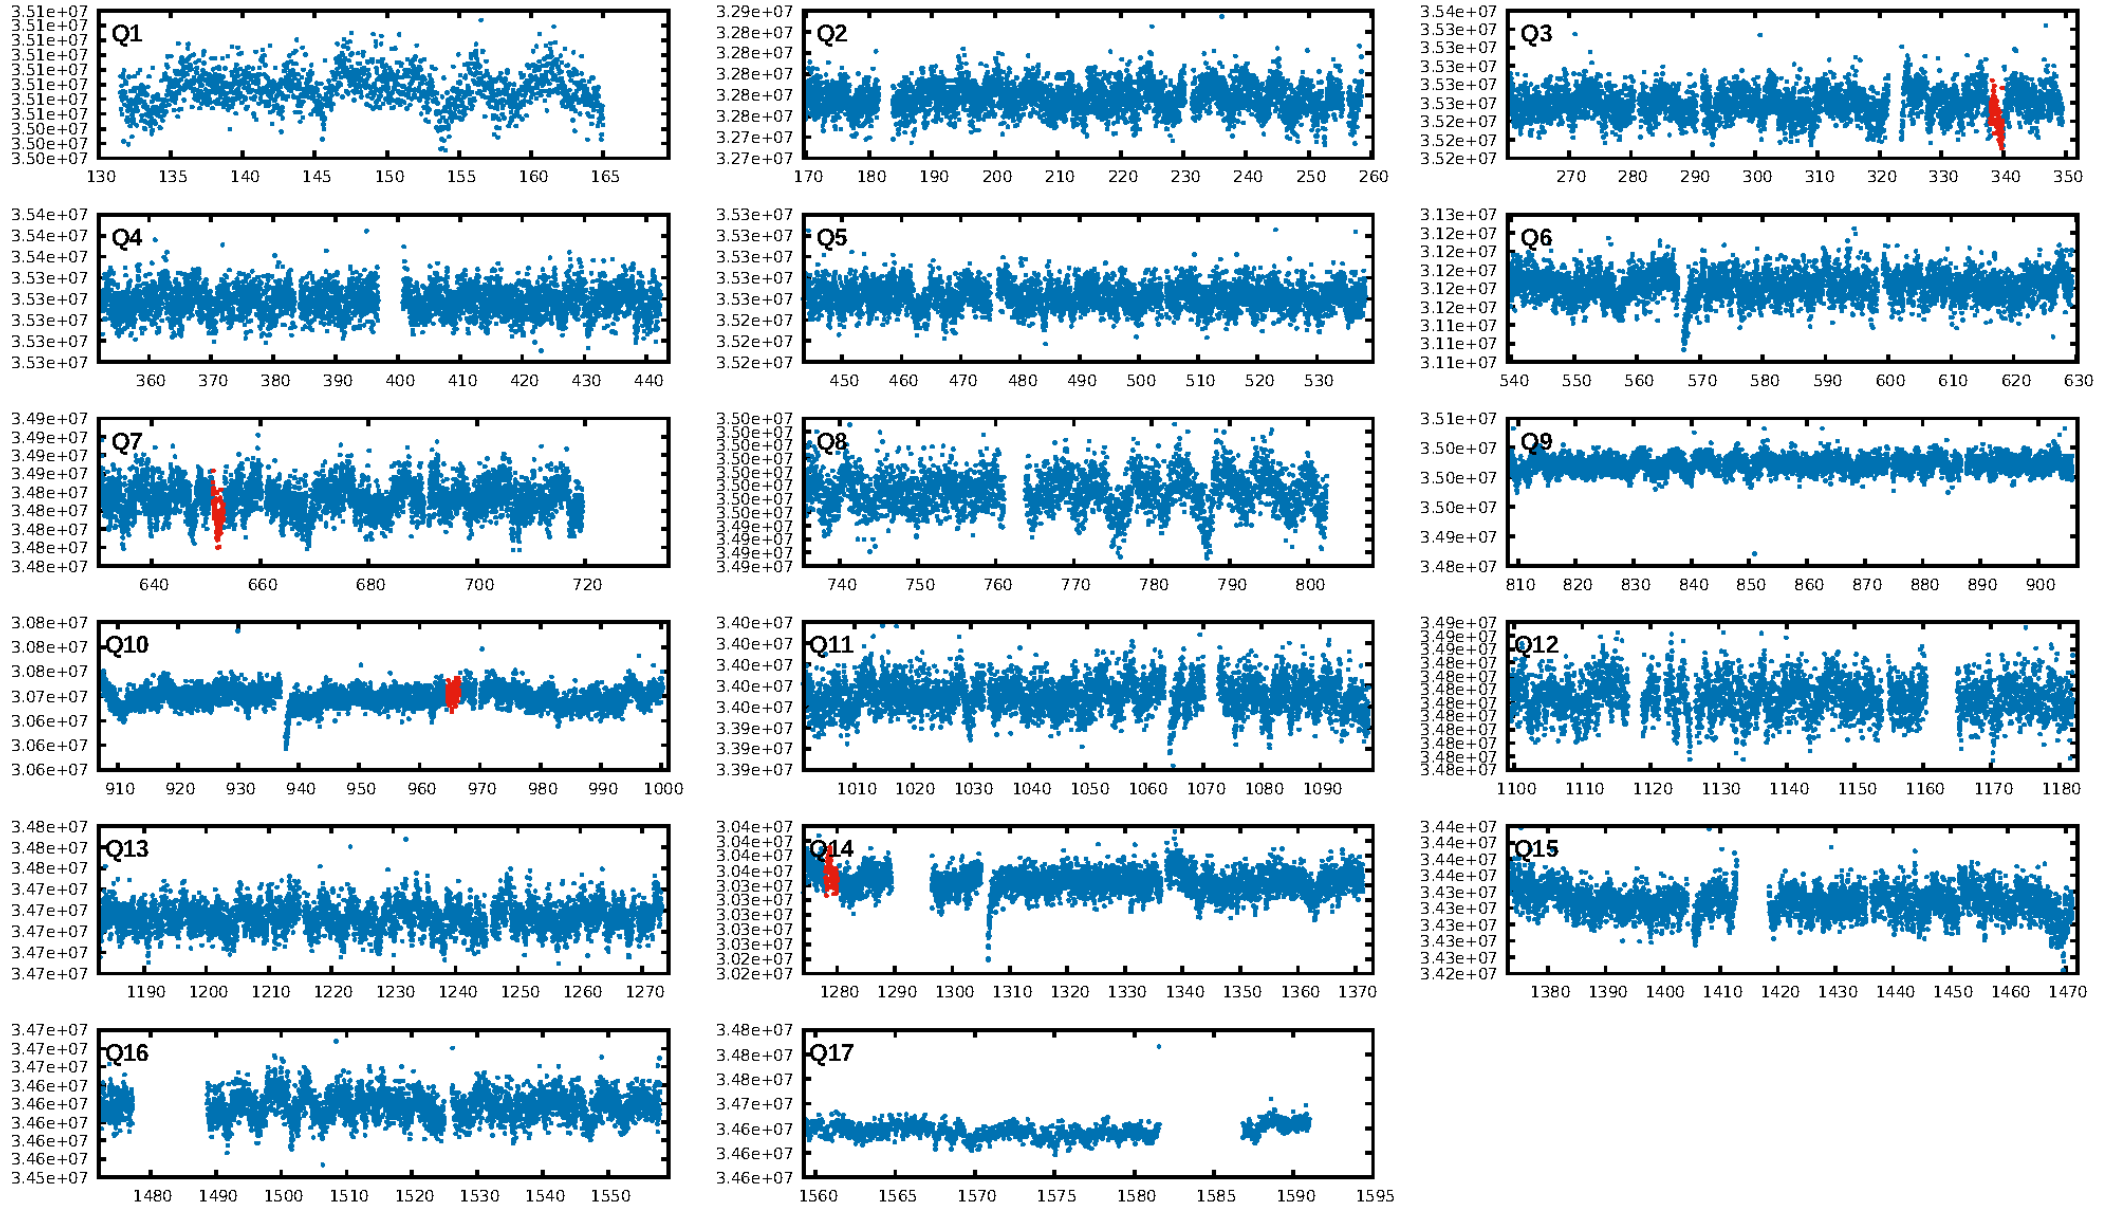 3.51e+07
3.51e+07
3.51e+07
3.51e+07
3.51e+07
3.51e+07
3.51e+07
3.51e+07
3.50e+07
3.50e+07
3.50e+07
Q1
130 135 140 145 150 155 160 165
3.29e+07
3.28e+07
3.28e+07
3.28e+07
3.28e+07
3.28e+07
3.27e+07
3.27e+07
Q2
170 180 190 200 210 220 230 240 250 260
3.54e+07
3.53e+07
3.53e+07
3.53e+07
3.53e+07
3.53e+07
3.52e+07
3.52e+07
3.52e+07
Q3
270 280 290 300 310 320 330 340 350
3.54e+07
3.54e+07
3.54e+07
3.53e+07
3.53e+07
3.53e+07
3.53e+07
3.53e+07
Q4
360 370 380 390 400 410 420 430 440
3.53e+07
3.53e+07
3.53e+07
3.53e+07
3.53e+07
3.52e+07
3.52e+07
3.52e+07
Q5
450 460 470 480 490 500 510 520 530
3.13e+07
3.12e+07
3.12e+07
3.12e+07
3.12e+07
3.12e+07
3.11e+07
3.11e+07
3.11e+07
Q6
540 550 560 570 580 590 600 610 620 630
3.49e+07
3.49e+07
3.49e+07
3.49e+07
3.48e+07
3.48e+07
3.48e+07
3.48e+07
3.48e+07
Q7
640 660 680 700 720
3.50e+07
3.50e+07
3.50e+07
3.50e+07
3.50e+07
3.50e+07
3.50e+07
3.50e+07
3.49e+07
3.49e+07
3.49e+07
3.49e+07
Q8
740 750 760 770 780 790 800
3.51e+07
3.50e+07
3.50e+07
3.50e+07
3.49e+07
3.48e+07
Q9
810 820 830 840 850 860 870 880 890 900
3.08e+07
3.08e+07
3.08e+07
3.07e+07
3.06e+07
3.06e+07
3.06e+07
Q10
910 920 930 940 950 960 970 980 990 1000
3.40e+07
3.40e+07
3.40e+07
3.40e+07
3.40e+07
3.39e+07
3.39e+07
3.39e+07
Q11
1010 1020 1030 1040 1050 1060 1070 1080 1090
3.49e+07
3.49e+07
3.49e+07
3.48e+07
3.48e+07
3.48e+07
3.48e+07
3.48e+07
3.48e+07
3.48e+07
3.48e+07
3.48e+07
Q12
1100 1110 1120 1130 1140 1150 1160 1170 1180
3.48e+07
3.48e+07
3.48e+07
3.47e+07
3.47e+07
3.47e+07
3.47e+07
3.47e+07
Q13
1190 1200 1210 1220 1230 1240 1250 1260 1270
3.04e+07
3.04e+07
3.04e+07
3.04e+07
3.03e+07
3.03e+07
3.03e+07
3.03e+07
3.03e+07
3.02e+07
3.02e+07
Q14
1280 1290 1300 1310 1320 1330 1340 1350 1360 1370
3.44e+07
3.44e+07
3.44e+07
3.44e+07
3.43e+07
3.43e+07
3.43e+07
3.43e+07
3.43e+07
3.42e+07
Q15
1380 1390 1400 1410 1420 1430 1440 1450 1460 1470
3.47e+07
3.47e+07
3.47e+07
3.46e+07
3.46e+07
3.46e+07
3.46e+07
3.46e+07
3.45e+07
Q16
1480 1490 1500 1510 1520 1530 1540 1550
3.48e+07
3.48e+07
3.48e+07
3.47e+07
3.46e+07
3.46e+07
3.46e+07
Q17
1560 1565 1570 1575 1580 1585 1590 1595